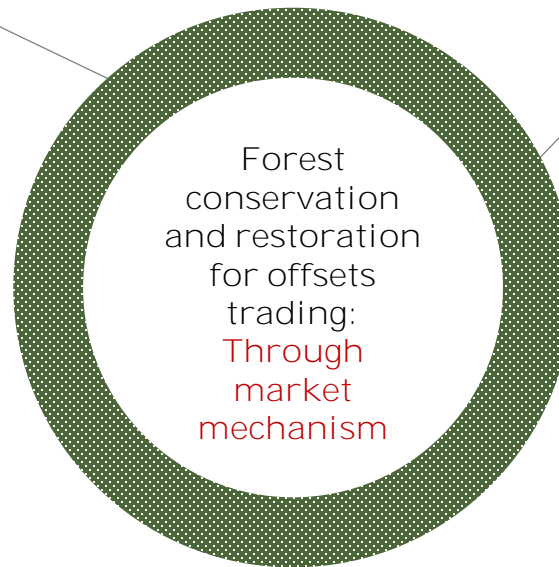 Forest
conservation
and restoration
for offsets
trading:
Through
market
mechanism